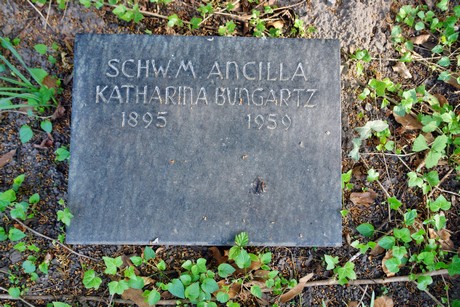 SCHW'M ANCILLA
KATHARINA BUNGARTZ
1895 1959